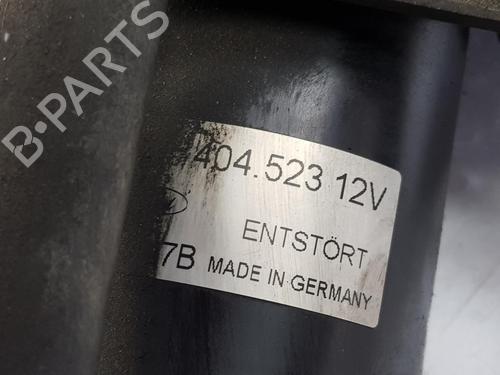 B-PARTS
404.523 12V
ENTSTÖRT
7B MADE IN GERMANY